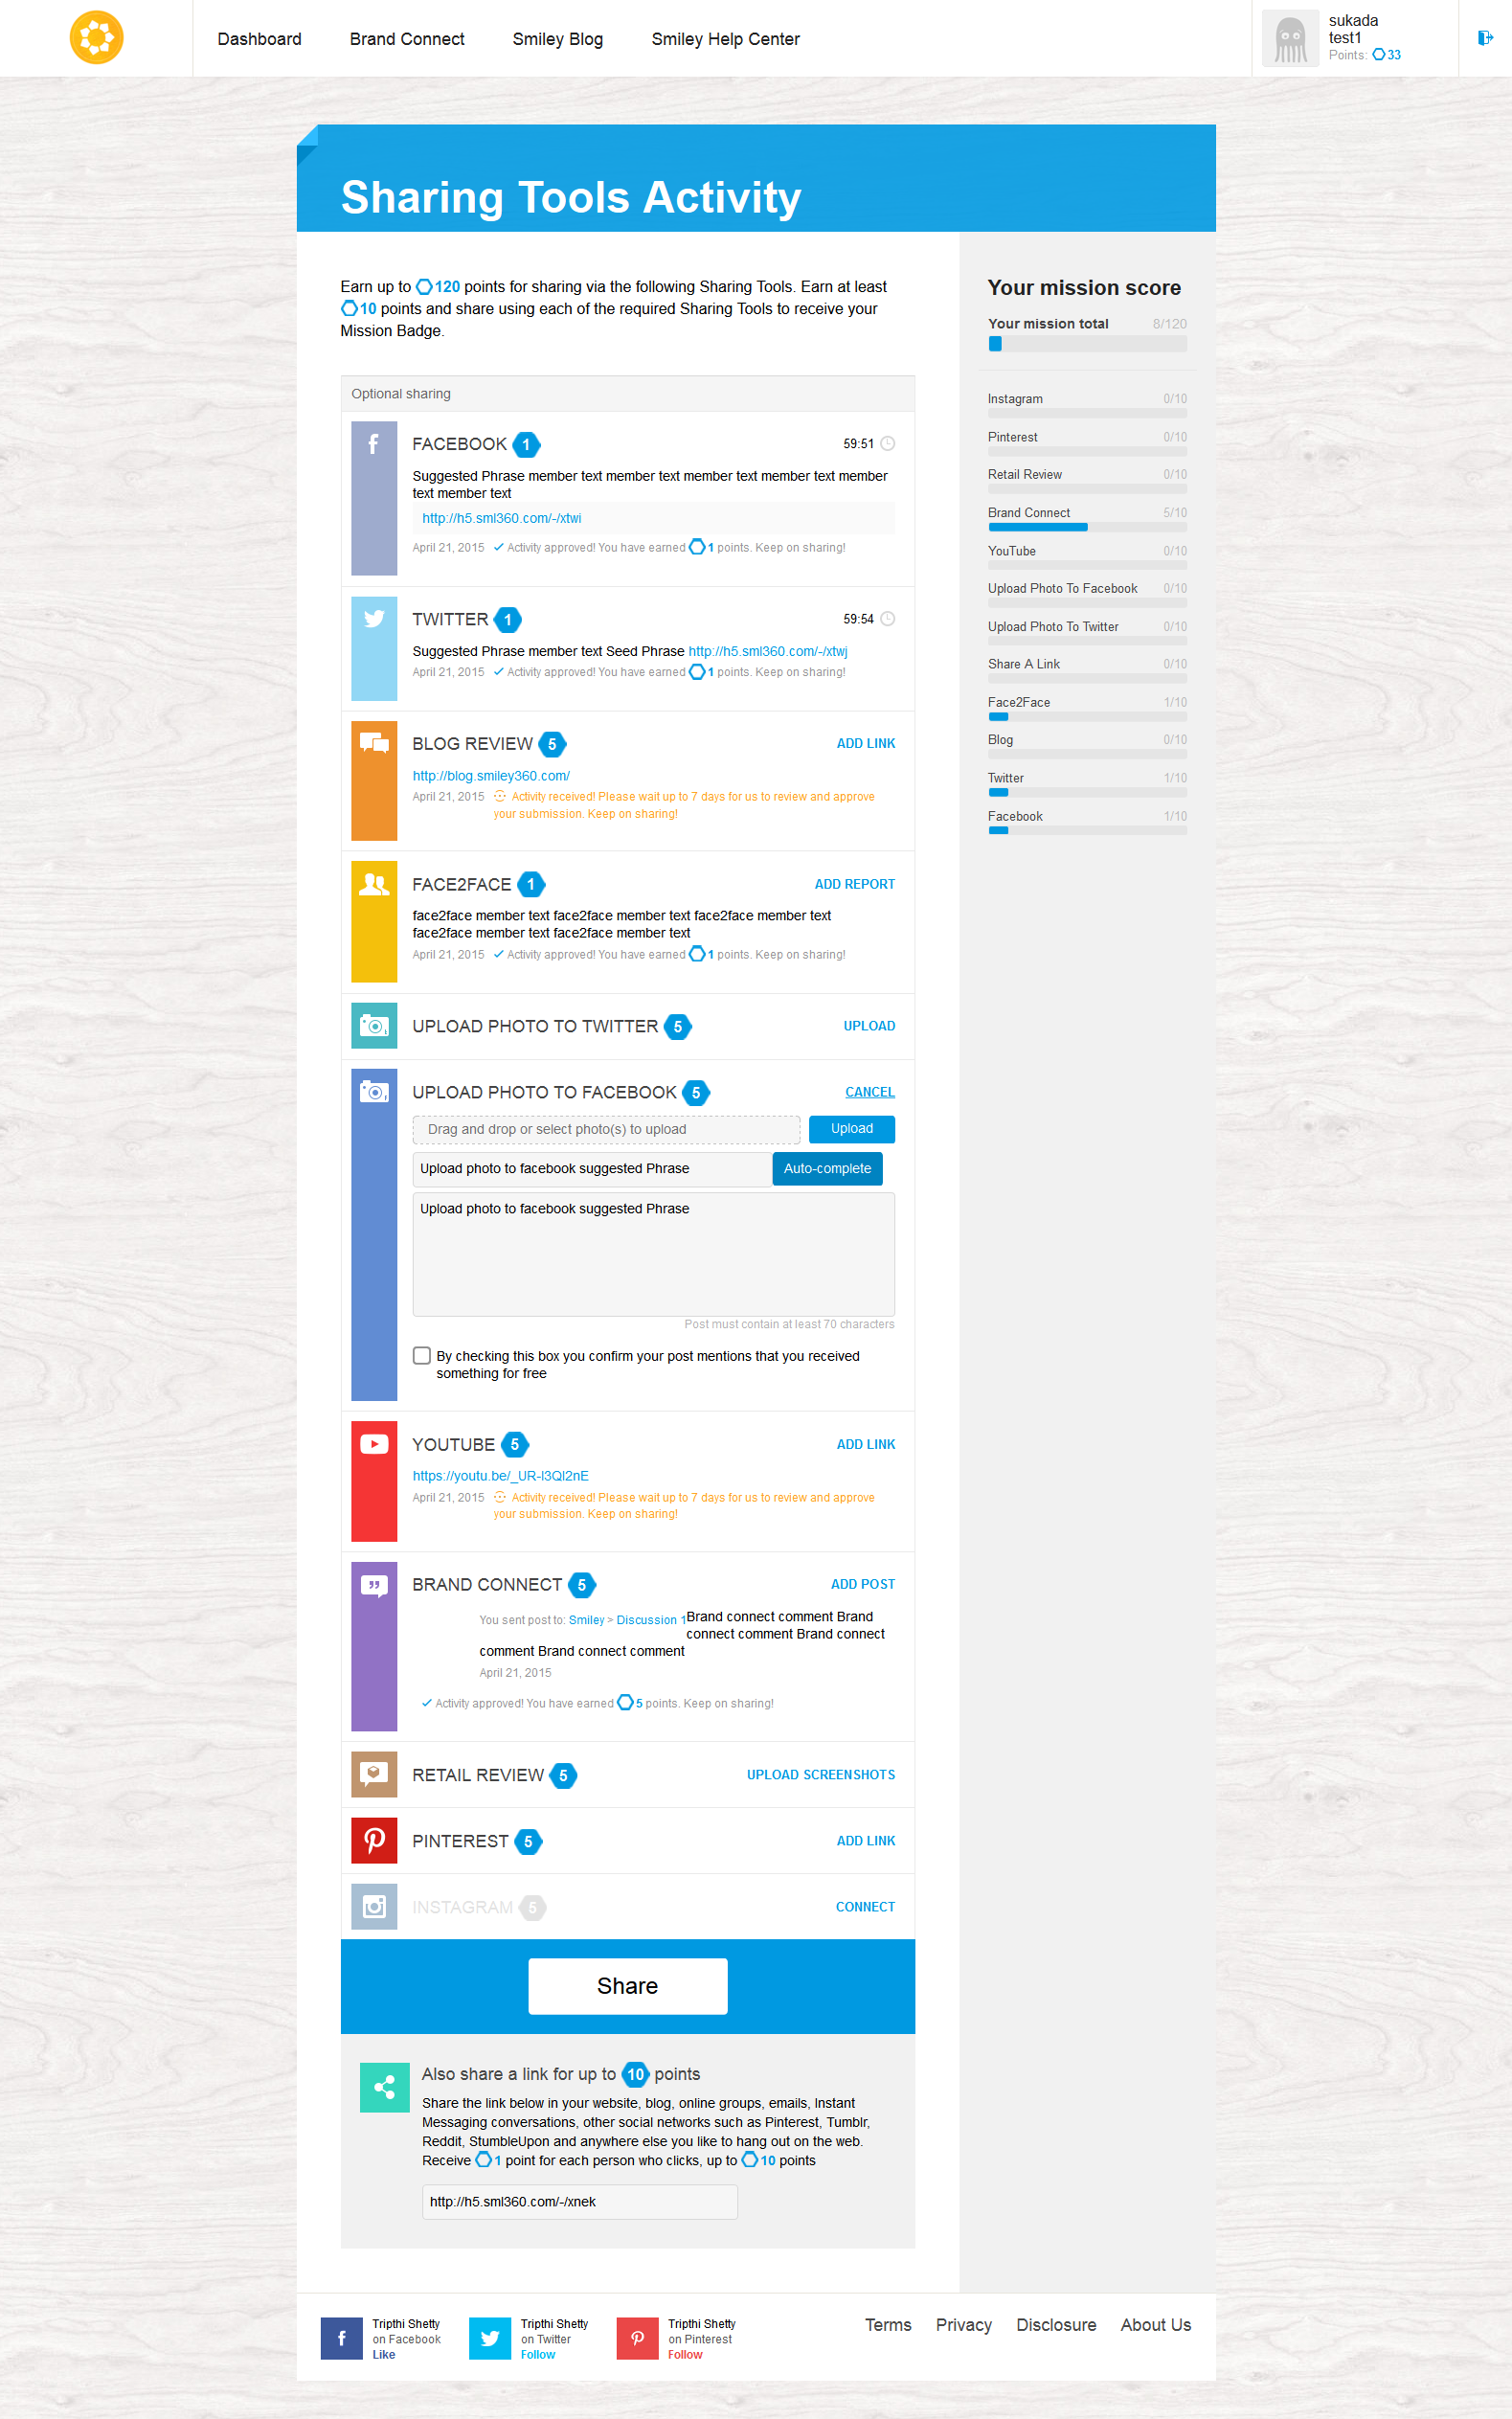 Dashboard
Brand Connect
Smiley Blog
Smiley Help Center
sukada
test1
Points: 33
Sharing Tools Activity
Earn up to 120 points for sharing via the following Sharing Tools. Earn at least
10 points and share using each of the required Sharing Tools to receive your
Mission Badge.
Optional sharing
FACEBOOK 1
59:51
Suggested Phrase member text member text member text member text member
text member text
http://h5.sml360.com/-/xtwi
April 21, 2015 Activity approved! You have earned 1 points. Keep on sharing!
TWITTER 1
59:54
Suggested Phrase member text Seed Phrase http://h5.sml360.com/-/xtwj
April 21, 2015 Activity approved! You have earned 1 points. Keep on sharing!
BLOG REVIEW 5
ADD LINK
http://blog.smiley360.com/
April 21, 2015 Activity received! Please wait up to 7 days for us to review and approve
your submission. Keep on sharing!
FACE2FACE 1
ADD REPORT
face2face member text face2face member text face2face member text
face2face member text face2face member text
April 21, 2015 Activity approved! You have earned 1 points. Keep on sharing!
UPLOAD PHOTO TO TWITTER 5
UPLOAD
UPLOAD PHOTO TO FACEBOOK 5
CANCEL
Drag and drop or select photo(s) to upload
Upload
Upload photo to facebook suggested Phrase
Auto-complete
Upload photo to facebook suggested Phrase
Post must contain at least 70 characters
By checking this box you confirm your post mentions that you received
something for free
YOUTUBE 5
ADD LINK
https://youtu.be/_UR-l3Ql2nE
April 21, 2015 Activity received! Please wait up to 7 days for us to review and approve
your submission. Keep on sharing!
BRAND CONNECT 5
ADD POST
You sent post to: Smiley > Discussion 1Brand connect comment Brand
connect comment Brand connect
comment Brand connect comment
April 21, 2015
Activity approved! You have earned 5 points. Keep on sharing!
RETAIL REVIEW 5
UPLOAD SCREENSHOTS
PINTEREST 5
ADD LINK
INSTAGRAM 5
CONNECT
Share
Also share a link for up to 10 points
Share the link below in your website, blog, online groups, emails, Instant
Messaging conversations, other social networks such as Pinterest, Tumblr,
Reddit, StumbleUpon and anywhere else you like to hang out on the web.
Receive 1 point for each person who clicks, up to 10 points
http://h5.sml360.com/-/xnek
Your mission score
Your mission total 8/120
Instagram 0/10
Pinterest 0/10
Retail Review 0/10
Brand Connect 5/10
YouTube 0/10
Upload Photo To Facebook 0/10
Upload Photo To Twitter 0/10
Share A Link 0/10
Face2Face 1/10
Blog 0/10
Twitter 1/10
Facebook 1/10
Tripthi Shetty
on Facebook
Like
Tripthi Shetty
on Twitter
Follow
Tripthi Shetty
on Pinterest
Follow
Terms
Privacy
Disclosure
About Us